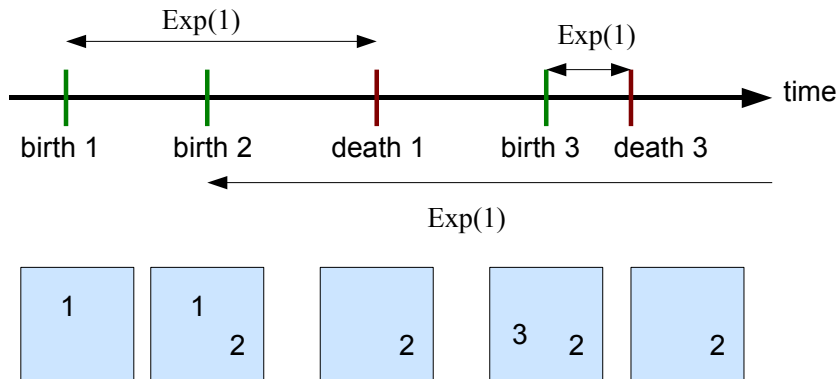 Exp(1)
Exp(1)
time
birth 1 birth 2 death 1 birth 3 death 3
Exp(1)
1 1 2 2 3 2 2